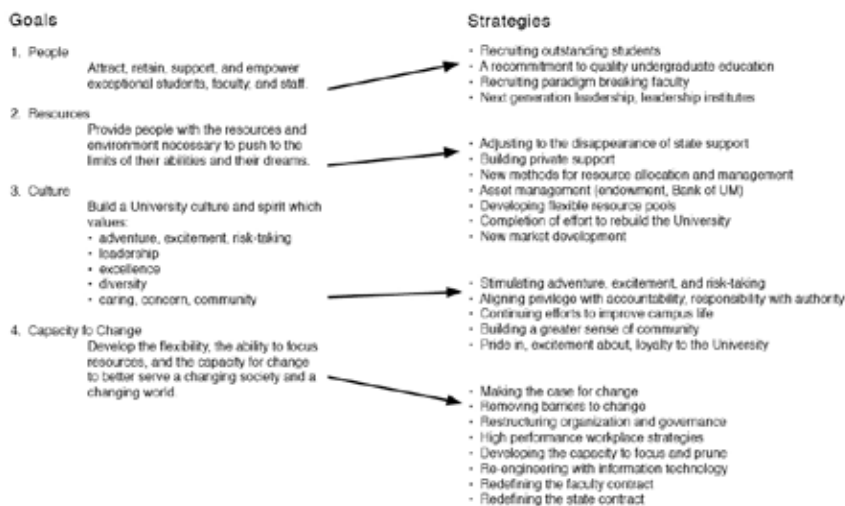 Goals
1. People
Attract, retain, support, and empower
exceptional students, faculty, and staff.
2. Resources
Provide people with the resources and
environment necessary to push to the
limits of their abilities and their dreams.
3. Culture
Build a University culture and spirit which
values:
• adventure, excitement, risk-taking
• leadership
• excellence
• diversity
• caring, concern, community
4. Capacity to Change
Develop the flexibility, the ability to focus
resources, and the capacity for change
to better serve a changing society and a
changing world.
Strategies
• Recruiting outstanding students
• A recommitment to quality undergraduate education
• Recruiting paradigm breaking faculty
• Next generation leadership, leadership institutes
• Adjusting to the disappearance of state support
• Building private support
• New methods for resource allocation and management
• Asset management (endowment, Bank of UM)
• Developing flexible resource pools
• Completion of effort to rebuild the University
• New market development
• Stimulating adventure, excitement, and risk-taking
• Aligning privilege with accountability, responsibility with authority
• Continuing efforts to improve campus life
• Building a greater sense of community
• Pride in, excitement about, loyalty to the University
• Making the case for change
• Removing barriers to change
• Restructuring organization and governance
• High performance workplace strategies
• Developing the capacity to focus and prune
• Re-engineering with information technology
• Redefining the faculty contract
• Redefining the state contract